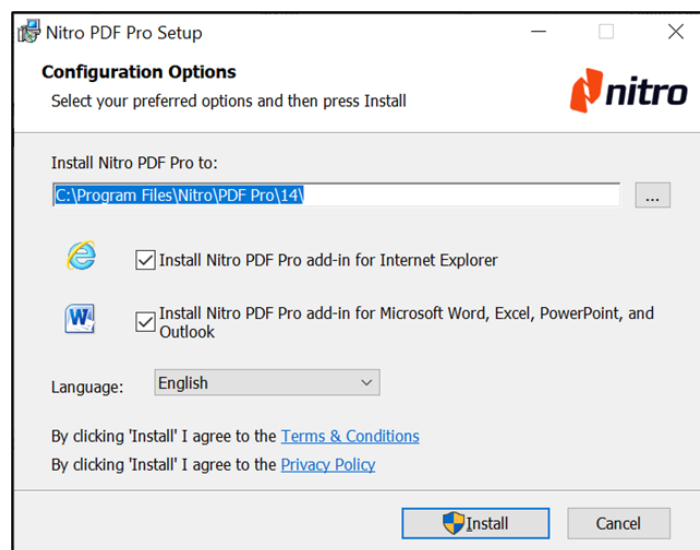 Nitro PDF Pro Setup
Configuration Options
Select your preferred options and then press Install
nitro
Install Nitro PDF Pro to:
C:\Program Files\Nitro\PDF Pro\14\
...
Install Nitro PDF Pro add-in for Internet Explorer
Install Nitro PDF Pro add-in for Microsoft Word, Excel, PowerPoint, and
Outlook
Language:
English
By clicking 'Install' I agree to the Terms & Conditions
By clicking 'Install' I agree to the Privacy Policy
Install
Cancel